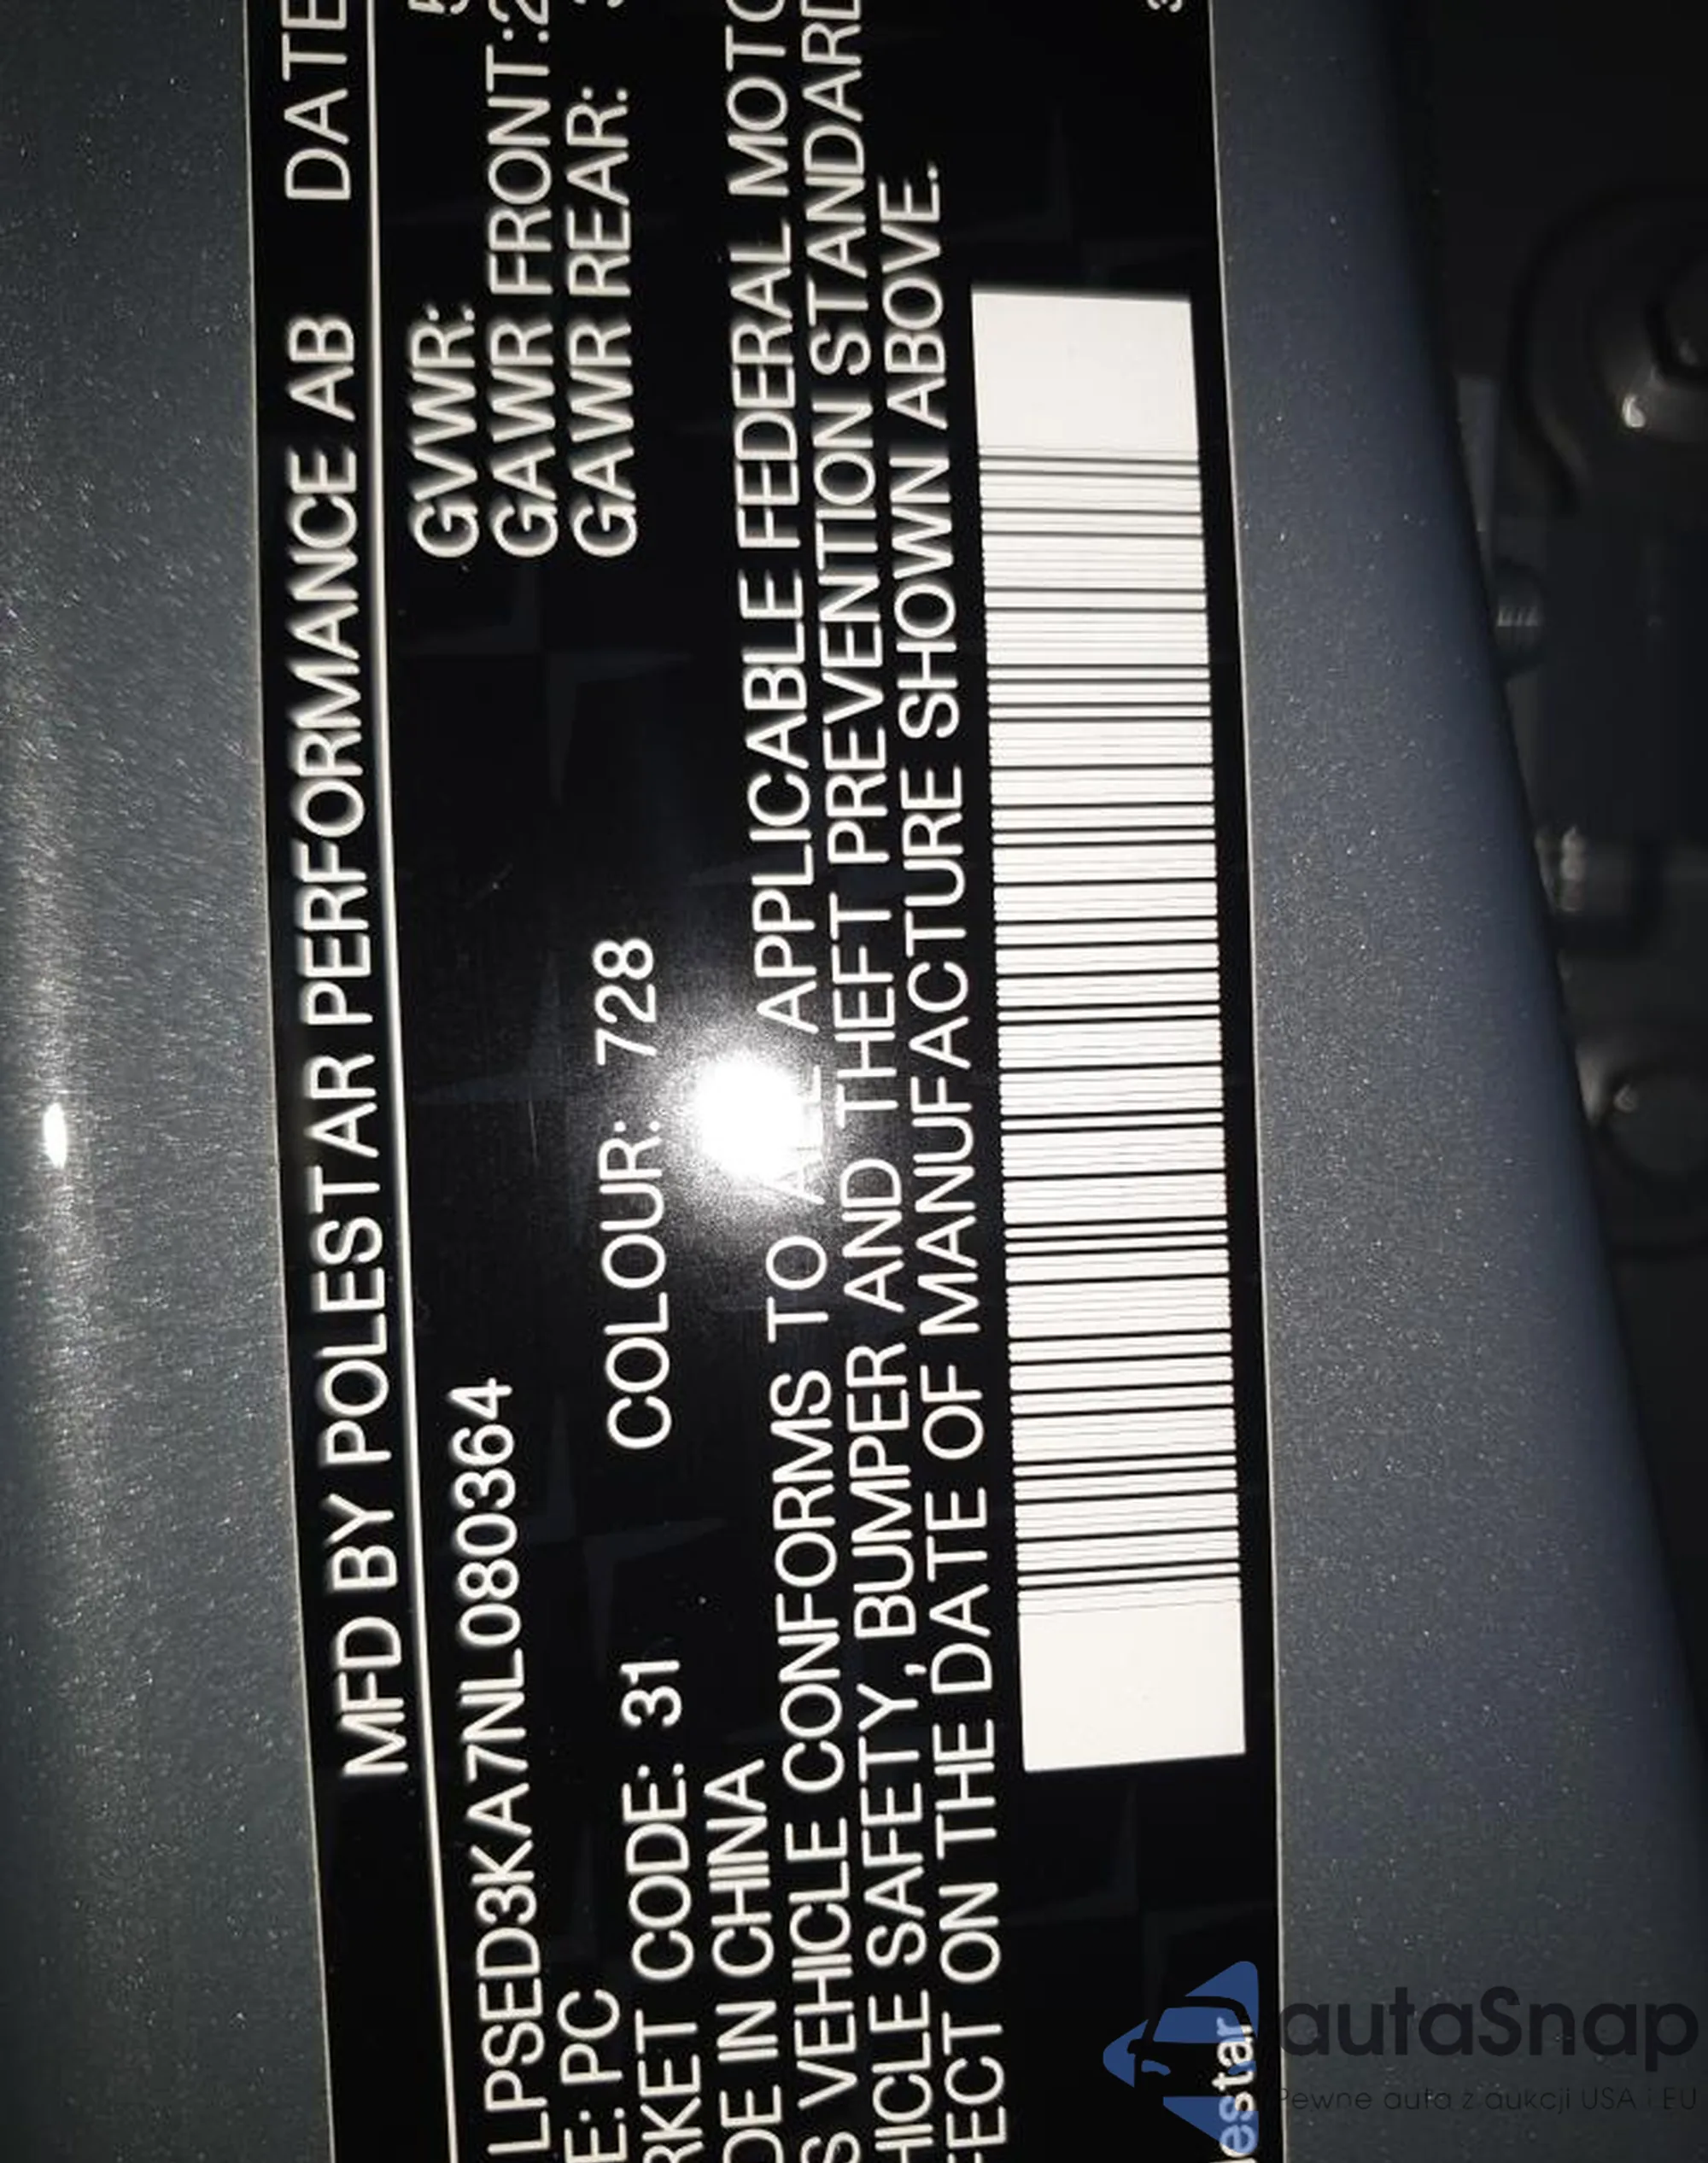 MFD BY POLESTAR PERFORMANCE AB DATE
LPSED3KA7NL080364 GVWR:
E: PC GAWR FRONT:2
RKET CODE: 31 COLOUR: 728 GAWR REAR:
DE IN CHINA
S VEHICLE CONFORMS TO ALL APPLICABLE FEDERAL MOTO
HICLE SAFETY, BUMPER AND THEFT PREVENTION STANDARD
FECT ON THE DATE OF MANUFACTURE SHOWN ABOVE.
estar
autaSnap
Pewne auta z aukcji USA i EU